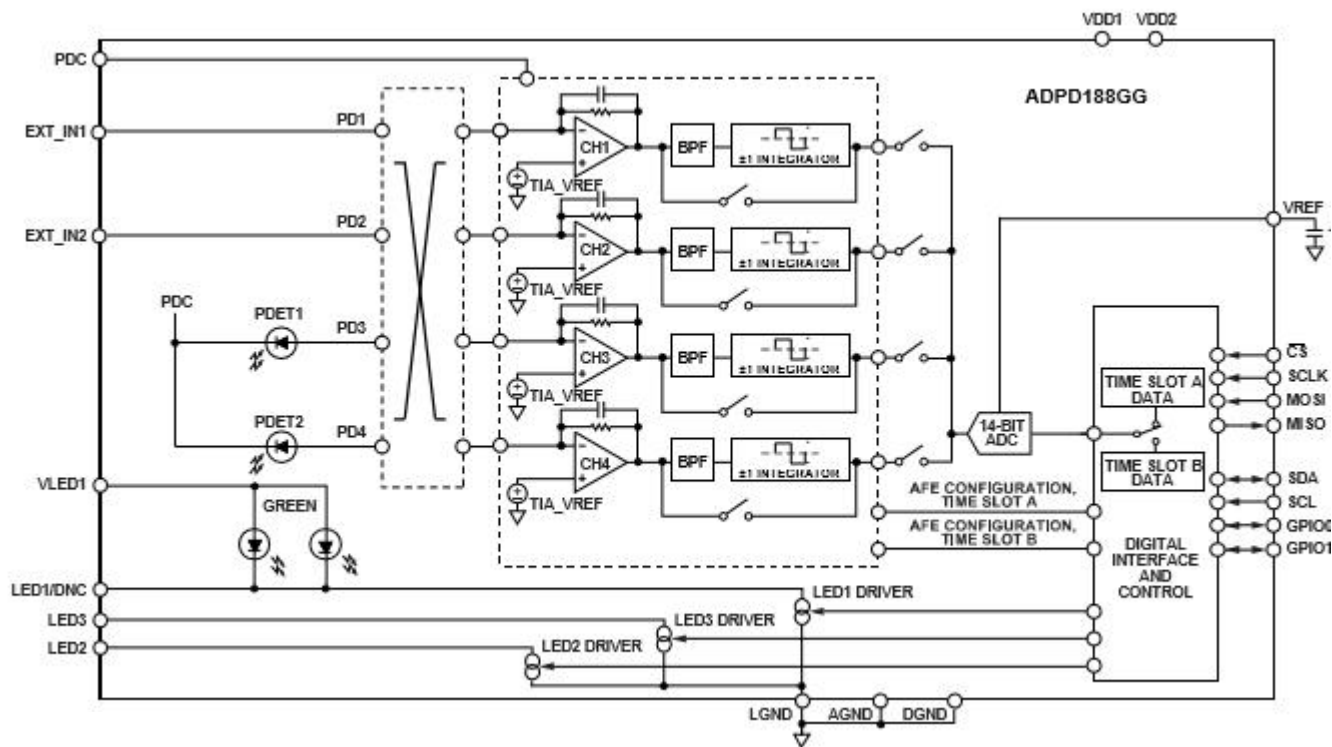 VDD1 VDD2
PDC
ADPD188GG
EXT_IN1
PD1
CH1
BPF
±1 INTEGRATOR
TIA_VREF
VREF
EXT_IN2
PD2
CH2
BPF
±1 INTEGRATOR
TIA_VREF
PDC
PDET1
PD3
CH3
BPF
±1 INTEGRATOR
TIA_VREF
PDET2
PD4
CH4
BPF
±1 INTEGRATOR
TIA_VREF
14-BIT
ADC
TIME SLOT A
DATA
TIME SLOT B
DATA
CS
SCLK
MOSI
MISO
SDA
SCL
GPIO0
GPIO1
VLED1
GREEN
AFE CONFIGURATION,
TIME SLOT A
AFE CONFIGURATION,
TIME SLOT B
DIGITAL
INTERFACE
AND
CONTROL
LED1/DNC
LED1 DRIVER
LED3
LED3 DRIVER
LED2
LED2 DRIVER
LGND
AGND
DGND